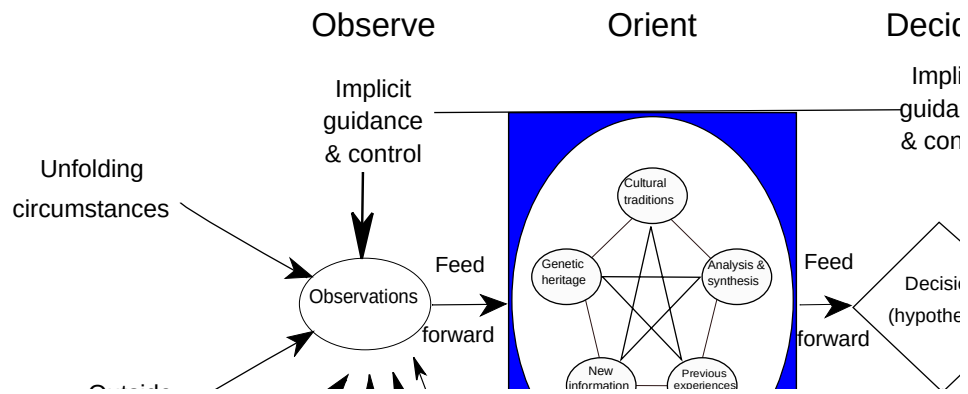 Observe
Orient
Implicit
guidance
& control
Unfolding
circumstances
Cultural
traditions
Genetic
heritage
Analysis &
synthesis
Feed
forward
Feed
forward
Observations
New
information
Previous
experiences